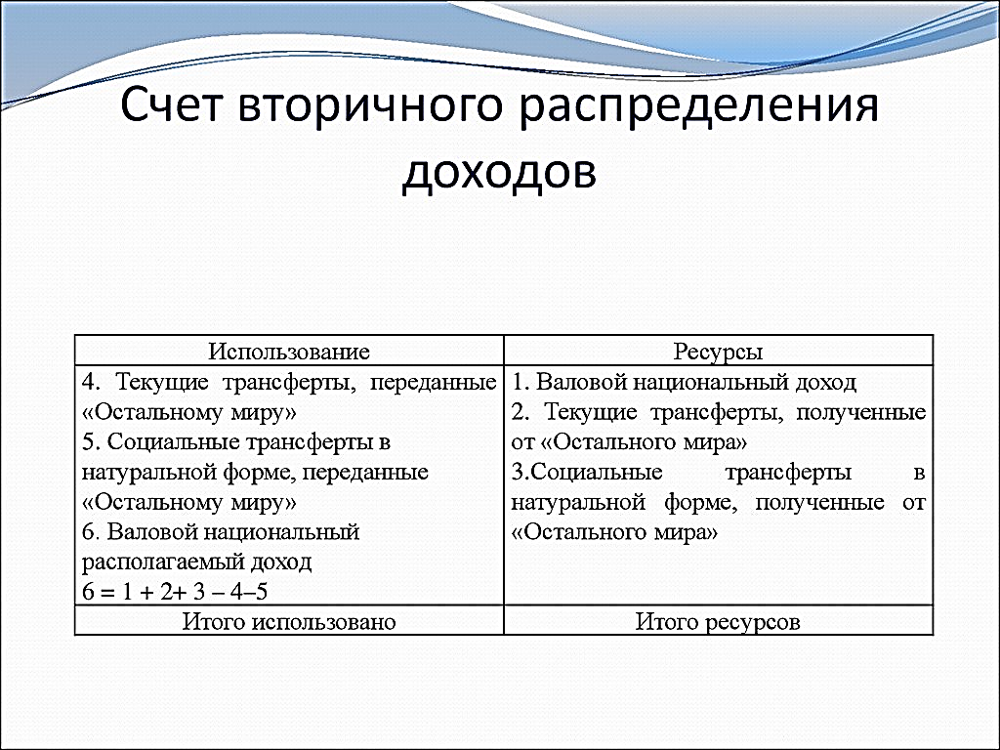 Счет вторичного распределения
доходов
Использование
4. Текущие трансферты, переданные
«Остальному миру»
5. Социальные трансферты в
натуральной форме, переданные
«Остальному миру»
6. Валовой национальный
располагаемый доход
6 = 1 + 2+ 3 – 4–5
Итого использовано
Ресурсы
1. Валовой национальный доход
2. Текущие трансферты, полученные
от «Остального мира»
3.Социальные трансферты в
натуральной форме, полученные от
«Остального мира»
Итого ресурсов